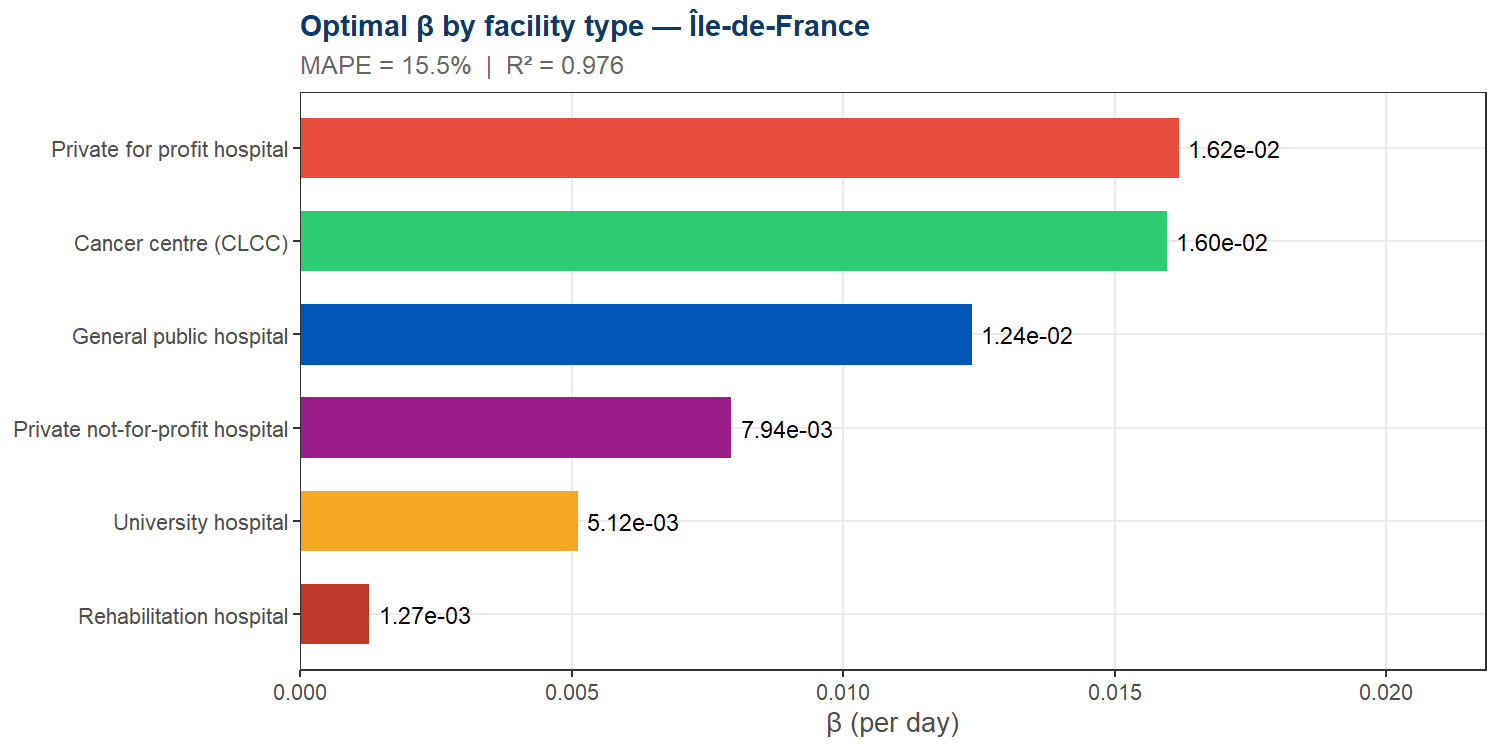 Optimal β by facility type — Île-de-France
MAPE = 15.5% | R² = 0.976
Private for profit hospital 1.62e-02
Cancer centre (CLCC) 1.60e-02
General public hospital 1.24e-02
Private not-for-profit hospital 7.94e-03
University hospital 5.12e-03
Rehabilitation hospital 1.27e-03
0.000 0.005 0.010 0.015 0.020
β (per day)